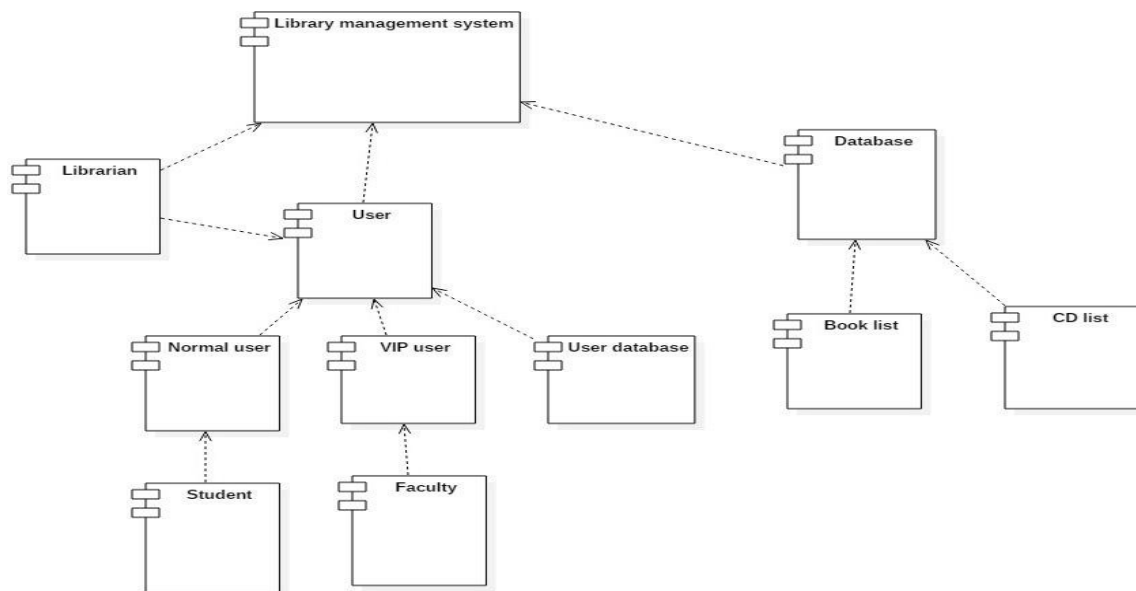 Library management system
Database
Librarian
User
Book list
CD list
Normal user
VIP user
User database
Student
Faculty